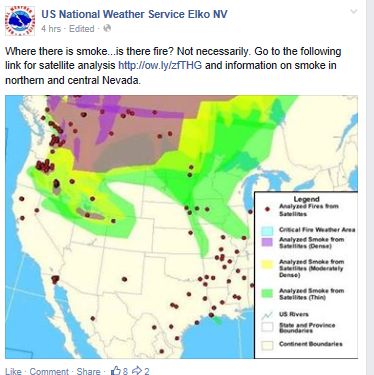 US National Weather Service Elko NV
4 hrs · Edited ·
Where there is smoke...is there fire? Not necessarily. Go to the following
link for satellite analysis http://ow.ly/zfTHG and information on smoke in
northern and central Nevada.
Legend
Analyzed Fires from
Satellites
Critical Fire Weather Area
Analyzed Smoke from
Satellites (Dense)
Analyzed Smoke from
Satellites (Moderately
Dense)
Analyzed Smoke from
Satellites (Thin)
US Rivers
State and Province
Boundaries
Continent Boundaries
Like · Comment · Share · 8 2